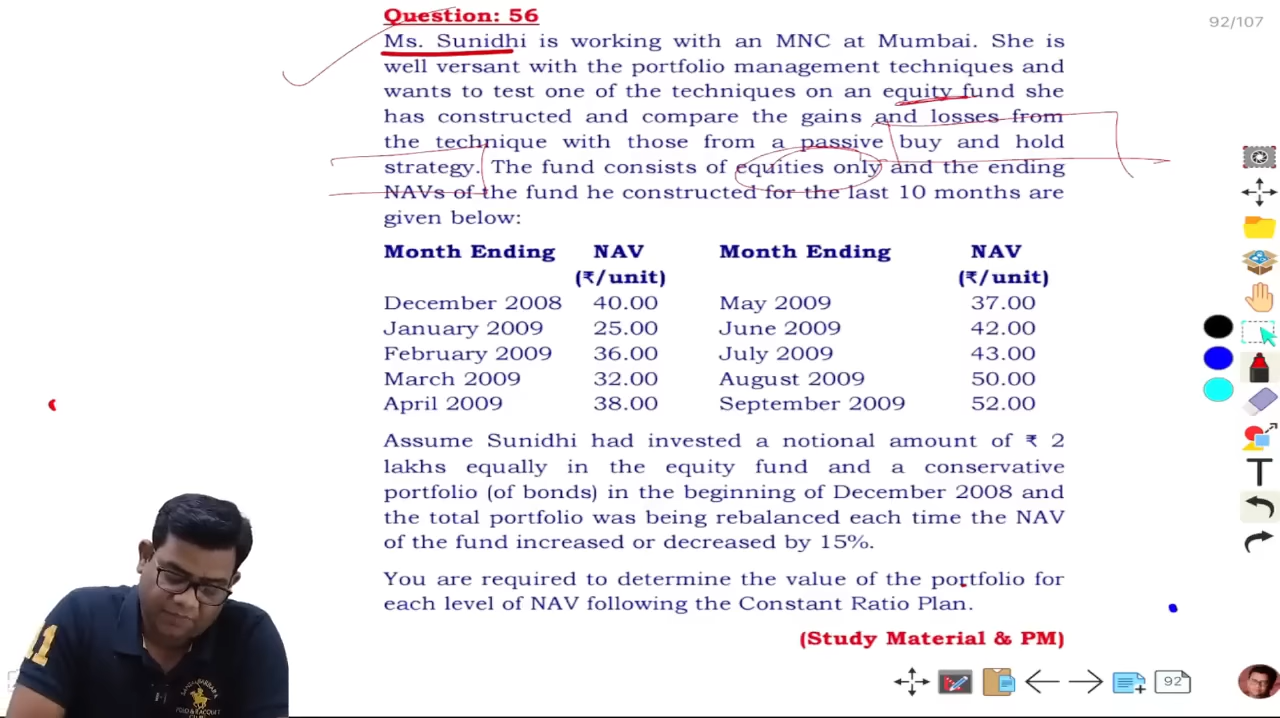 Question: 56
92/107
Ms. Sunidhi is working with an MNC at Mumbai. She is
well versant with the portfolio management techniques and
wants to test one of the techniques on an equity fund she
has constructed and compare the gains and losses from
the technique with those from a passive buy and hold
strategy. The fund consists of equities only and the ending
NAVs of the fund he constructed for the last 10 months are
given below:
Month Ending NAV (₹/unit) Month Ending NAV (₹/unit)
December 2008 40.00 May 2009 37.00
January 2009 25.00 June 2009 42.00
February 2009 36.00 July 2009 43.00
March 2009 32.00 August 2009 50.00
April 2009 38.00 September 2009 52.00
Assume Sunidhi had invested a notional amount of ₹ 2
lakhs equally in the equity fund and a conservative
portfolio (of bonds) in the beginning of December 2008 and
the total portfolio was being rebalanced each time the NAV
of the fund increased or decreased by 15%.
You are required to determine the value of the portfolio for
each level of NAV following the Constant Ratio Plan.
(Study Material & PM)
92
11